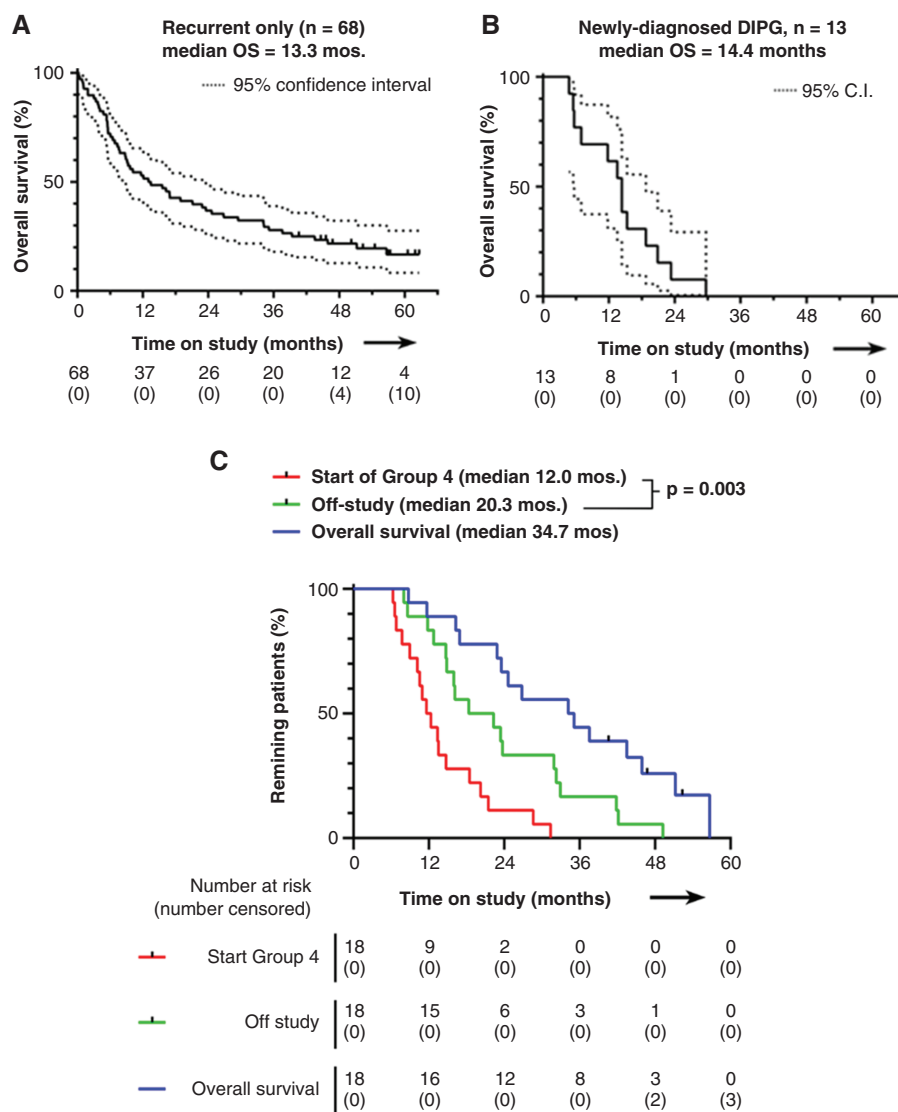 A
Recurrent only (n = 68)
median OS = 13.3 mos.
95% confidence interval
Overall survival (%)
100
50
0
0 12 24 36 48 60
Time on study (months)
68 37 26 20 12 4
(0) (0) (0) (0) (4) (10)
B
Newly-diagnosed DIPG, n = 13
median OS = 14.4 months
95% C.I.
Overall survival (%)
100
50
0
0 12 24 36 48 60
Time on study (months)
13 8 1 0 0 0
(0) (0) (0) (0) (0) (0)
C
Start of Group 4 (median 12.0 mos.)
Off-study (median 20.3 mos.)
p = 0.003
Overall survival (median 34.7 mos)
Remining patients (%)
100
50
0
0 12 24 36 48 60
Time on study (months)
Number at risk
(number censored)
Start Group 4
18 9 2 0 0 0
(0) (0) (0) (0) (0) (0)
Off study
18 15 6 3 1 0
(0) (0) (0) (0) (0) (0)
Overall survival
18 16 12 8 3 0
(0) (0) (0) (0) (2) (3)